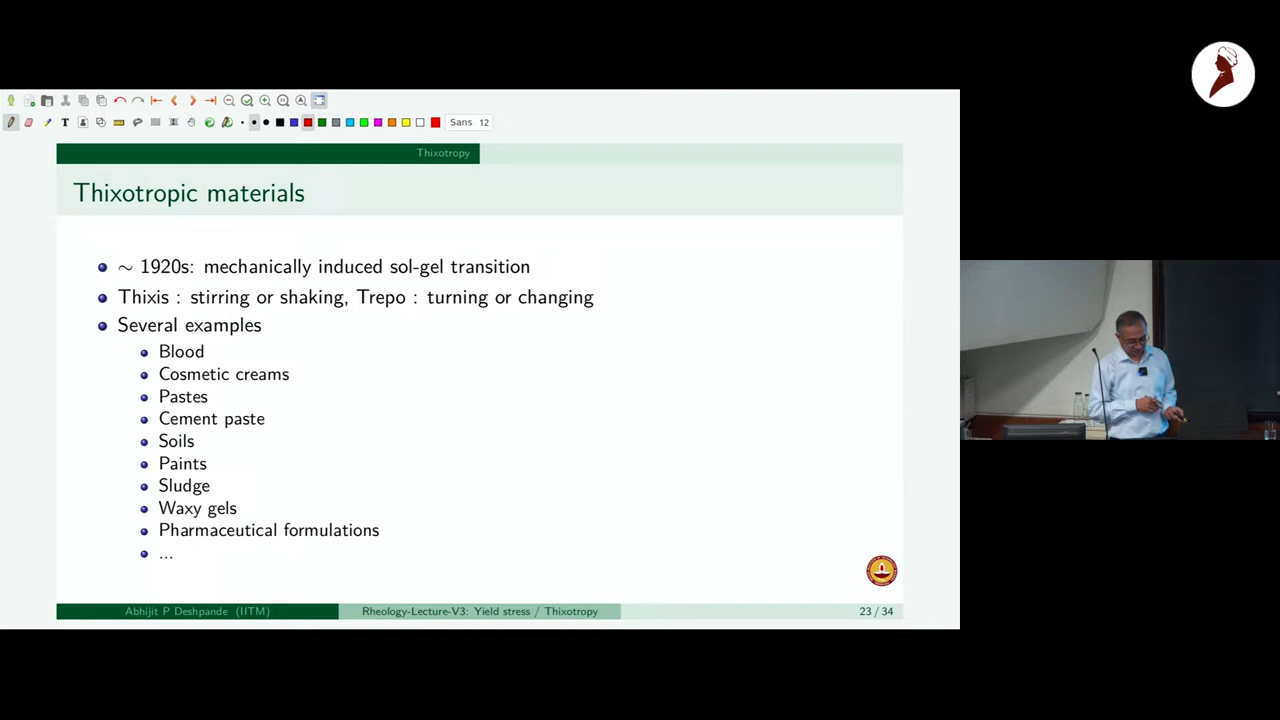 Sans 12
Thixotropy
Thixotropic materials
∼ 1920s: mechanically induced sol-gel transition
Thixis : stirring or shaking, Trepo : turning or changing
Several examples
Blood
Cosmetic creams
Pastes
Cement paste
Soils
Paints
Sludge
Waxy gels
Pharmaceutical formulations
...
Abhijit P Deshpande (IITM) Rheology-Lecture-V3: Yield stress / Thixotropy 23 / 34